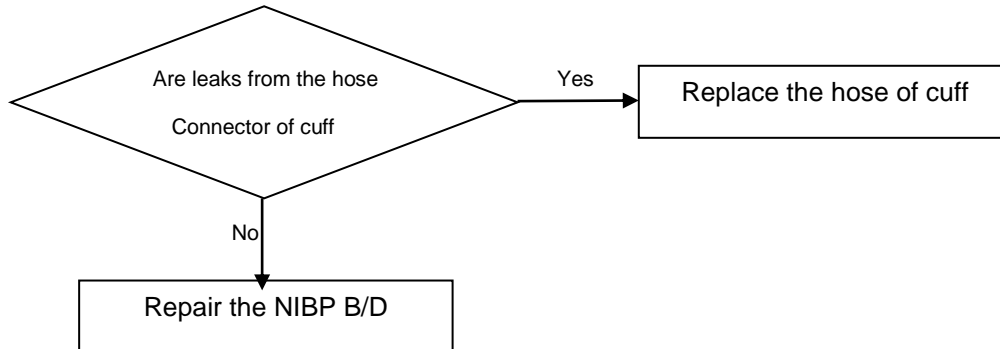 Are leaks from the hose
Connector of cuff
Yes
Replace the hose of cuff
No
Repair the NIBP B/D